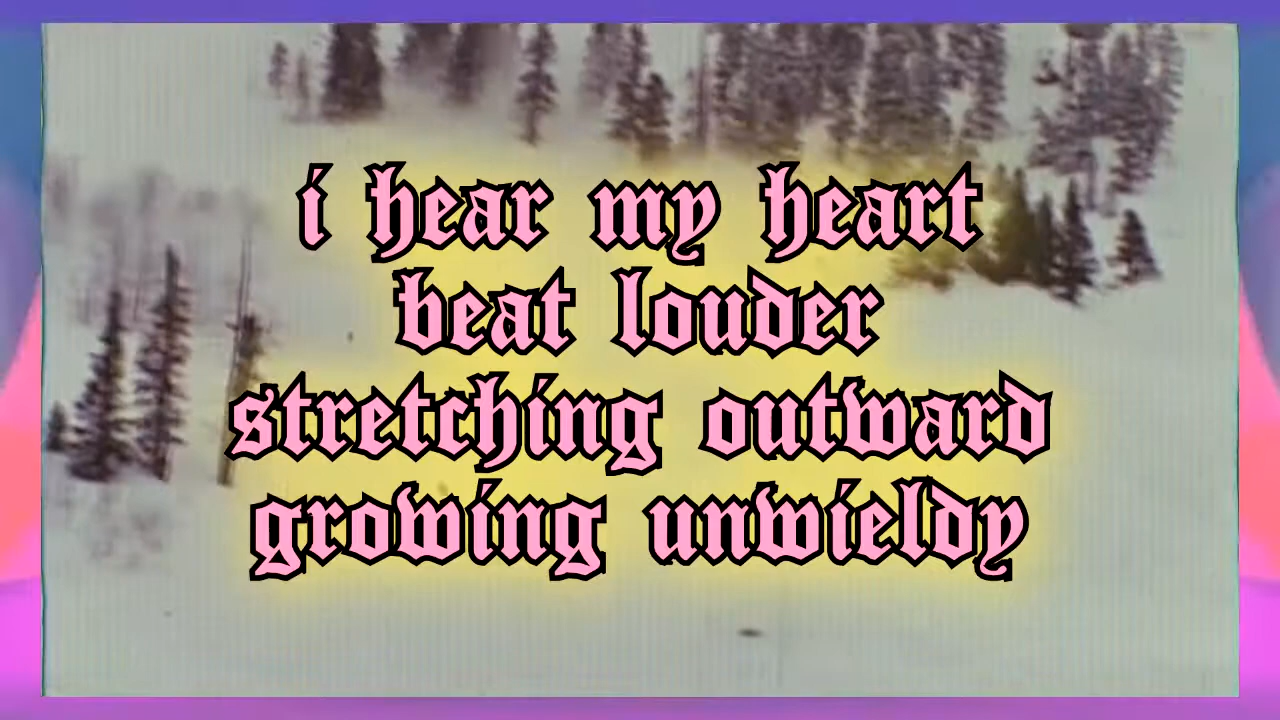 i hear my heart
beat louder
stretching outward
growing unwieldy